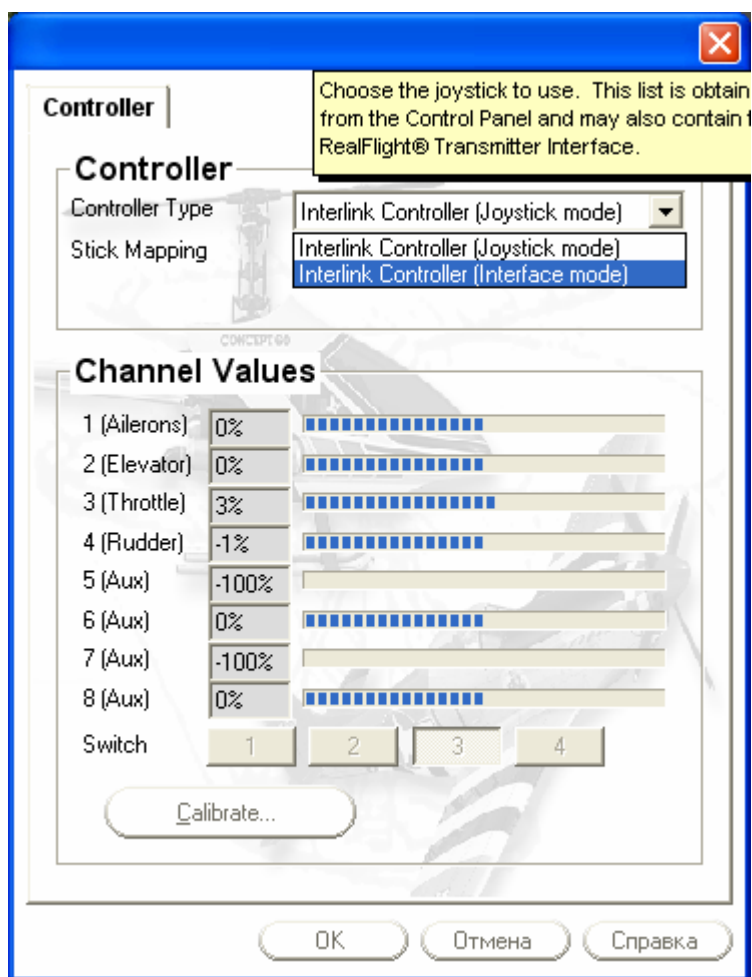 Choose the joystick to use. This list is obtain
from the Control Panel and may also contain
RealFlight® Transmitter Interface.
Controller
Controller
Controller Type
Interlink Controller (Joystick mode)
Stick Mapping
Interlink Controller (Joystick mode)
Interlink Controller (Interface mode)
CONCEPT 60
Channel Values
1 (Ailerons) 0%
2 (Elevator) 0%
3 (Throttle) 3%
4 (Rudder) -1%
5 (Aux) -100%
6 (Aux) 0%
7 (Aux) -100%
8 (Aux) 0%
Switch 1 2 3 4
Calibrate...
OK Отмена Справка